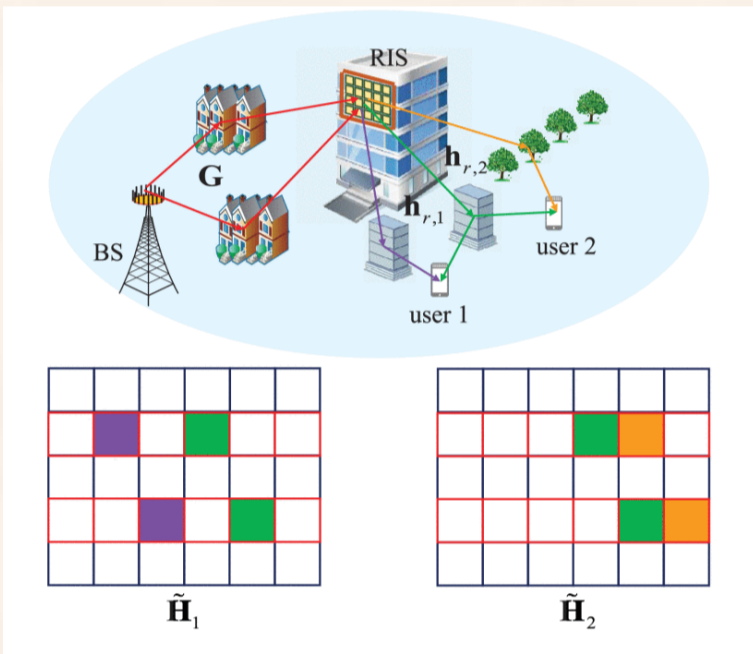 RIS
G
h_{r,2}
h_{r,1}
BS
user 2
user 1
H̃_1
H̃_2